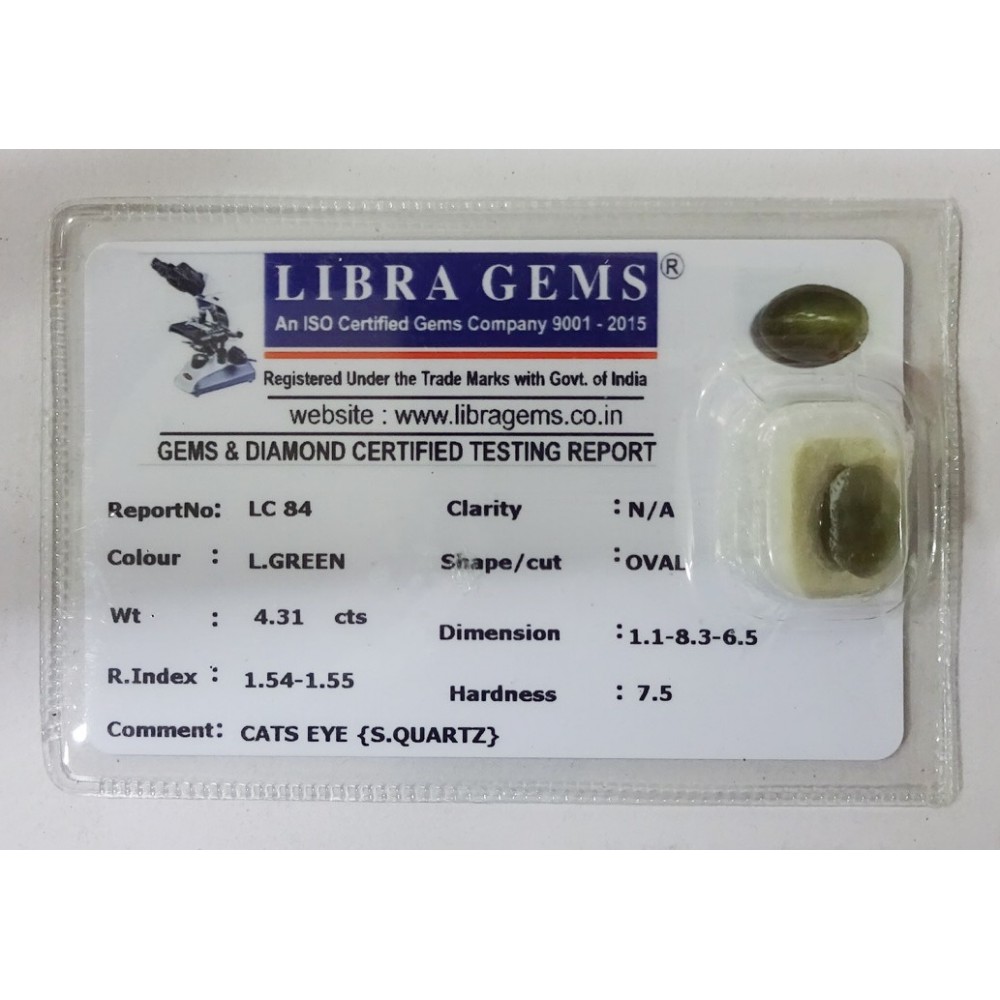 LIBRA GEMS®
An ISO Certified Gems Company 9001 - 2015
Registered Under the Trade Marks with Govt. of India
website : www.libragems.co.in
GEMS & DIAMOND CERTIFIED TESTING REPORT
ReportNo: LC 84 Clarity : N/A
Colour : L.GREEN Shape/cut : OVAL
Wt : 4.31 cts Dimension : 1.1-8.3-6.5
R.Index : 1.54-1.55 Hardness : 7.5
Comment: CATS EYE {S.QUARTZ}